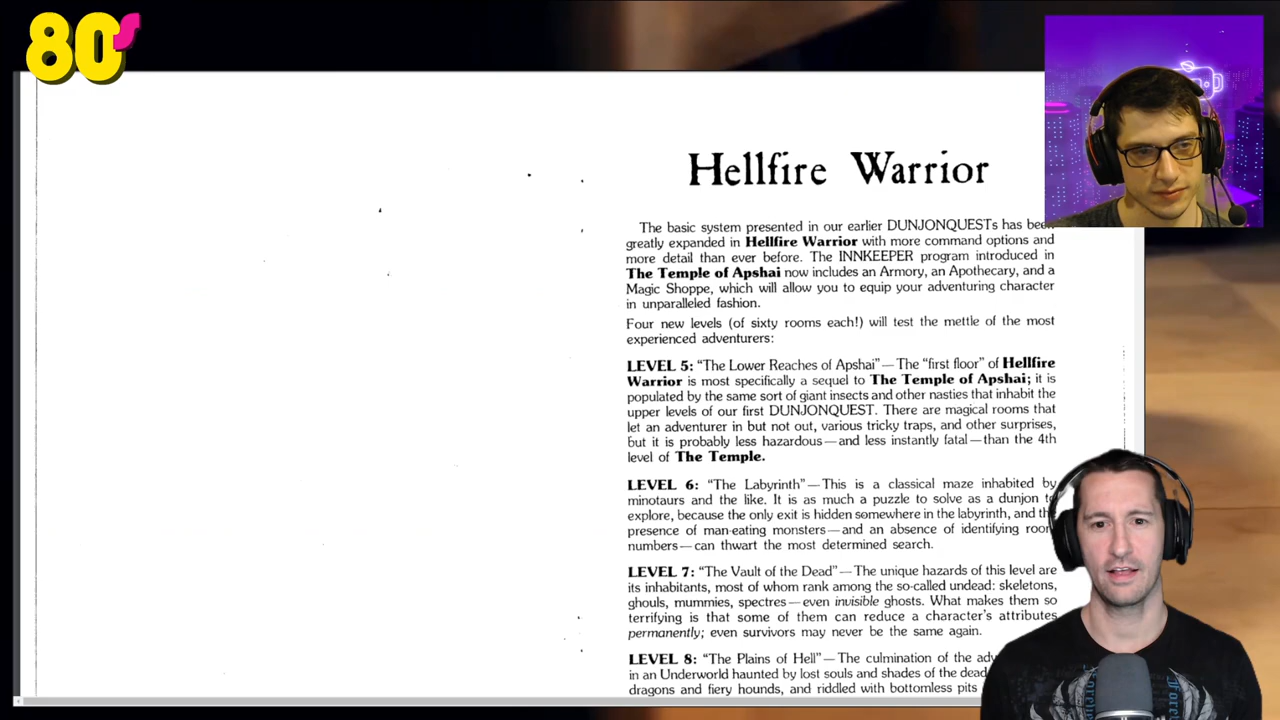 80's
Hellfire Warrior
The basic system presented in our earlier DUNJONQUESTs has been
greatly expanded in Hellfire Warrior with more command options and
more detail than ever before. The INNKEEPER program introduced in
The Temple of Apshai now includes an Armory, an Apothecary, and a
Magic Shoppe, which will allow you to equip your adventuring character
in unparalleled fashion.
Four new levels (of sixty rooms each!) will test the mettle of the most
experienced adventurers:
LEVEL 5: “The Lower Reaches of Apshai”—The “first floor” of Hellfire
Warrior is most specifically a sequel to The Temple of Apshai; it is
populated by the same sort of giant insects and other nasties that inhabit the
upper levels of our first DUNJONQUEST. There are magical rooms that
let an adventurer in but not out, various tricky traps, and other surprises,
but it is probably less hazardous—and less instantly fatal—than the 4th
level of The Temple.
LEVEL 6: “The Labyrinth”—This is a classical maze inhabited by
minotaurs and the like. It is as much a puzzle to solve as a dunjon to
explore, because the only exit is hidden somewhere in the labyrinth, and the
presence of man-eating monsters—and an absence of identifying room
numbers—can thwart the most determined search.
LEVEL 7: “The Vault of the Dead”—The unique hazards of this level are
its inhabitants, most of whom rank among the so-called undead: skeletons,
ghouls, mummies, spectres—even invisible ghosts. What makes them so
terrifying is that some of them can reduce a character's attributes
permanently; even survivors may never be the same again.
LEVEL 8: “The Plains of Hell”—The culmination of the
in an Underworld haunted by lost souls and shades of the dead
dragons and fiery hounds, and riddled with bottomless pits